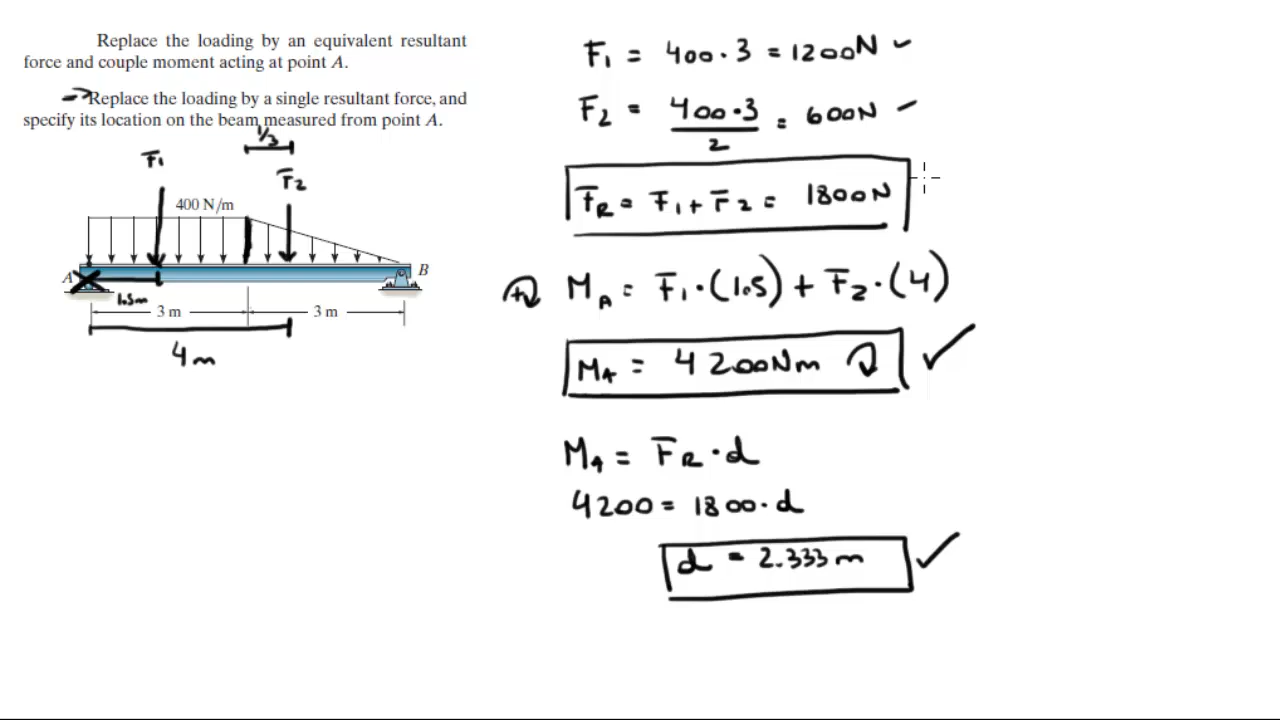 Replace the loading by an equivalent resultant
force and couple moment acting at point A.
Replace the loading by a single resultant force, and
specify its location on the beam measured from point A.
1/3
F1
F2
400 N/m
A
B
1.5m
3 m
3 m
4m
F1 = 400·3 = 1200N
F2 = 400·3/2 = 600N
FR = F1 + F2 = 1800N
MA = F1·(1.5) + F2·(4)
MA = 4200Nm
MA = FR·d
4200 = 1800·d
d = 2.333m